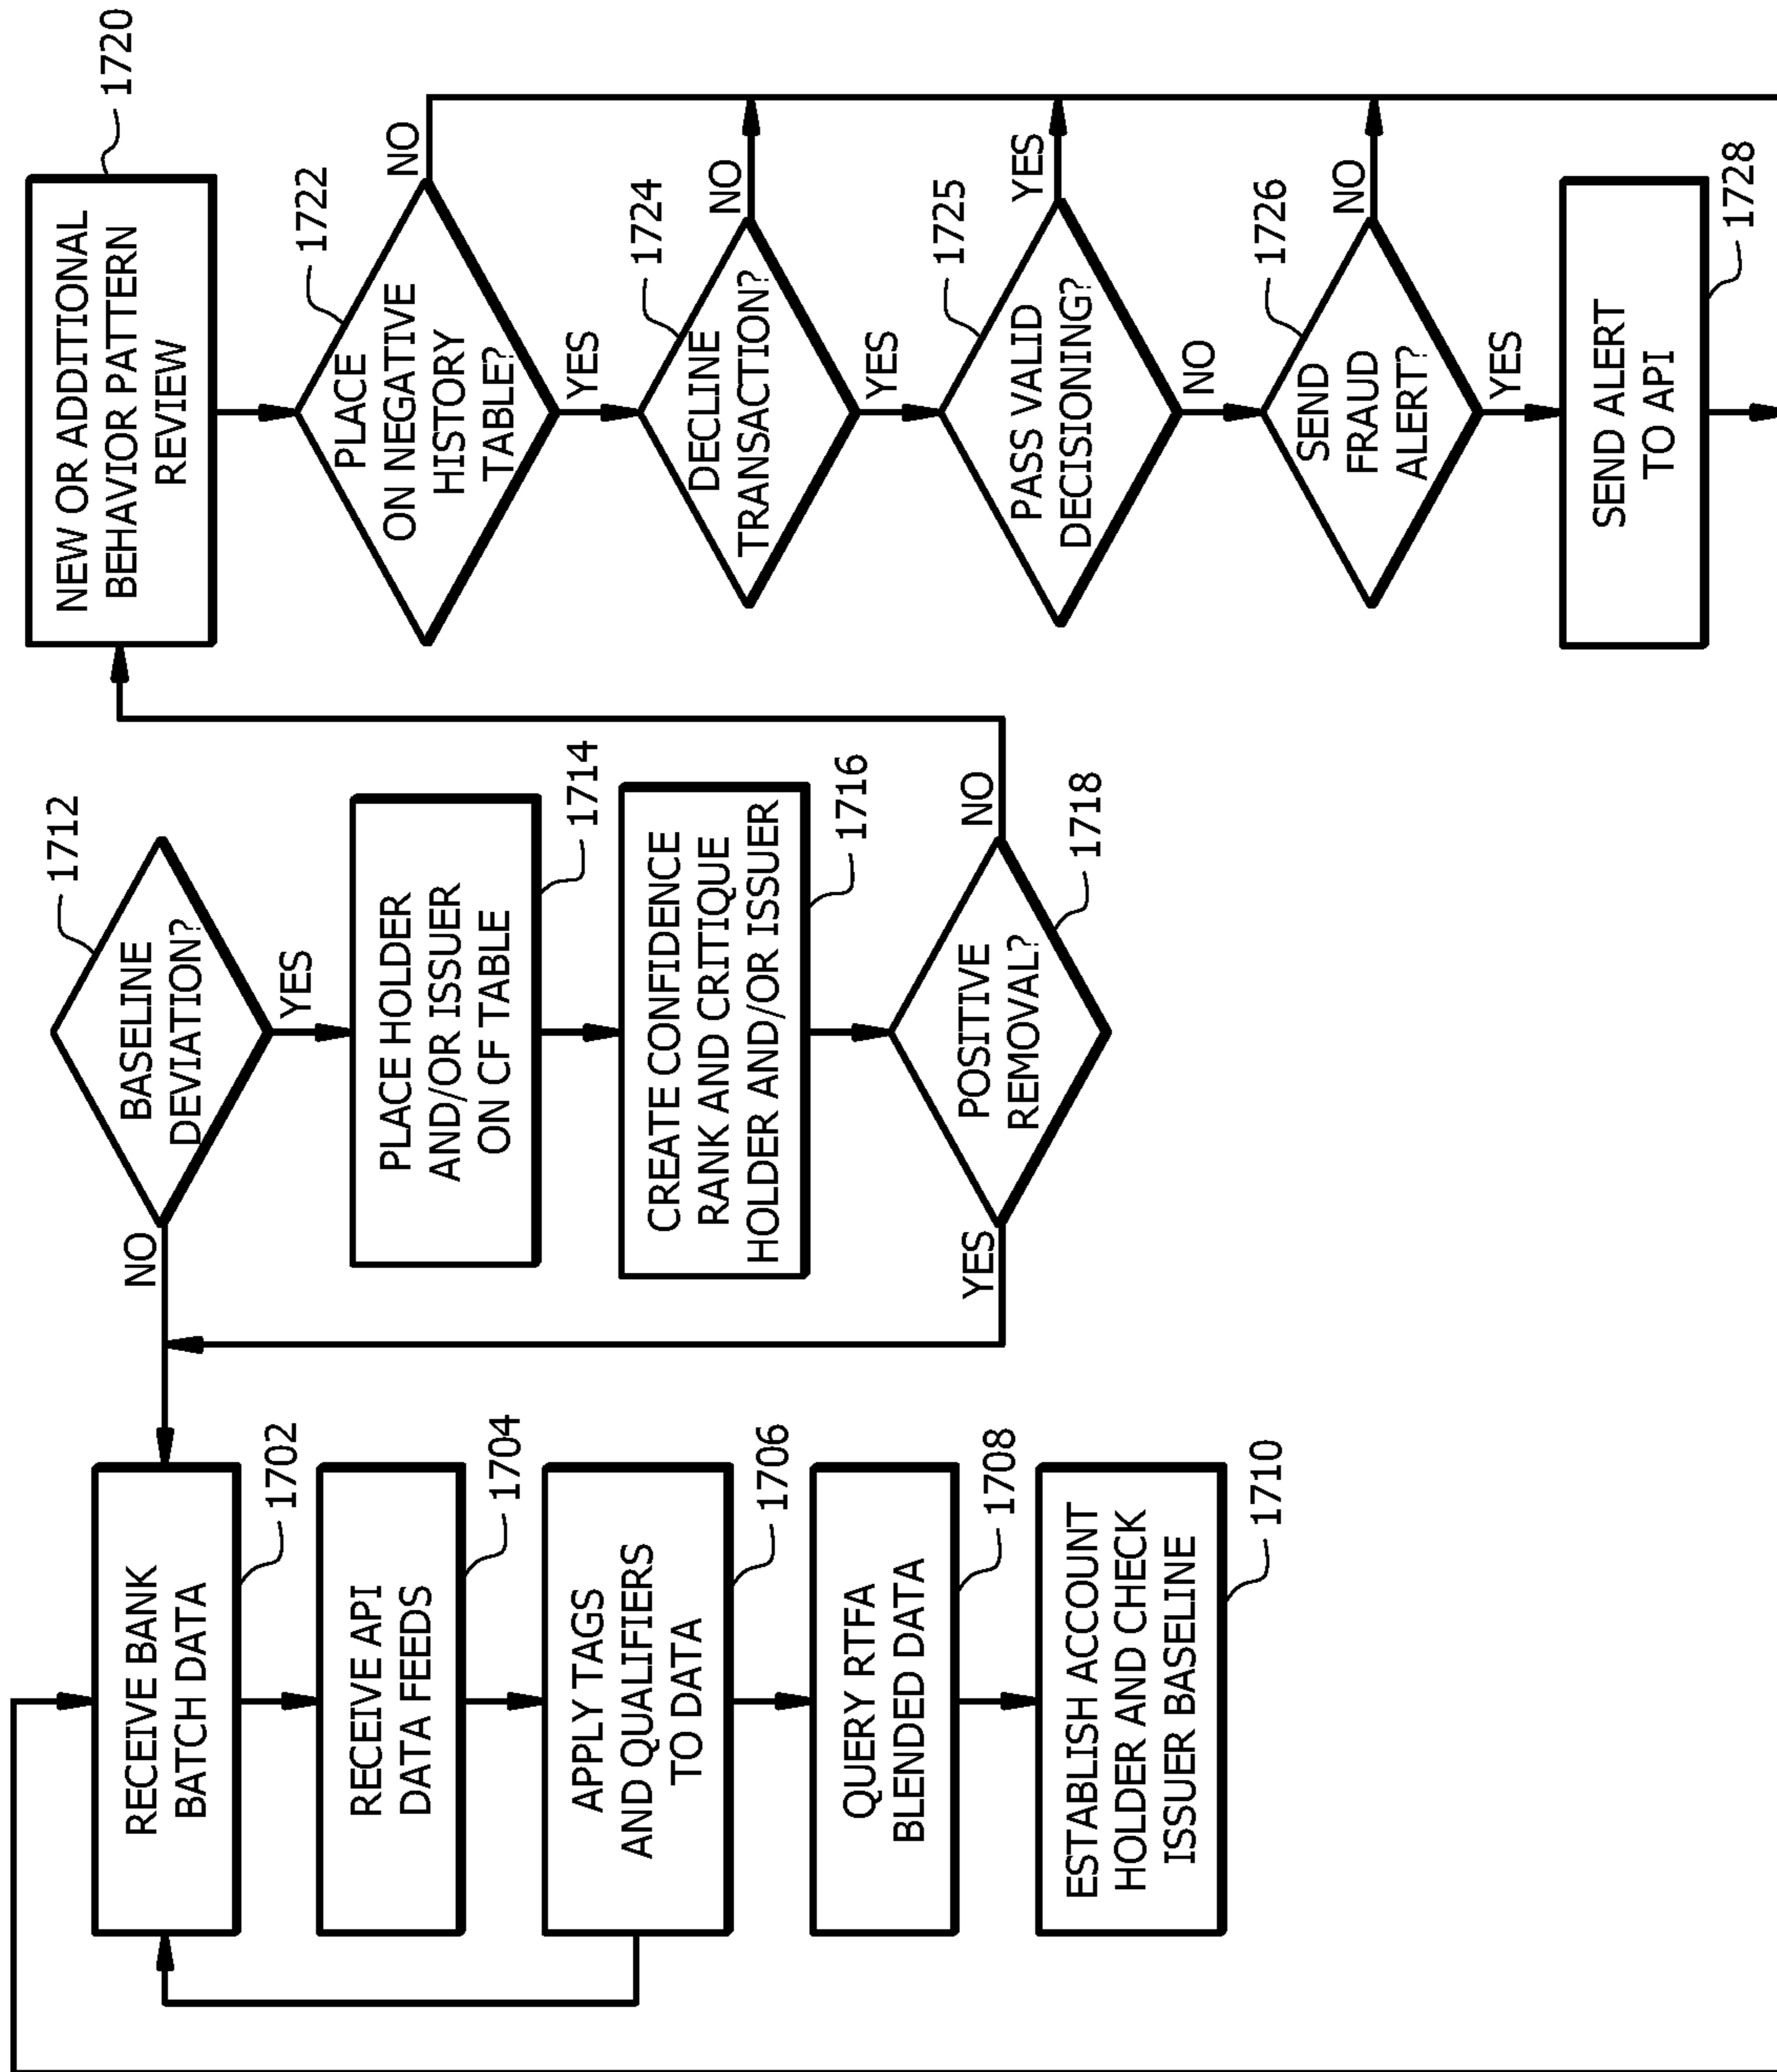 RECEIVE BANK
BATCH DATA
1702
RECEIVE API
DATA FEEDS
1704
APPLY TAGS
AND QUALIFIERS
TO DATA
1706
QUERY RTFA
BLENDED DATA
1708
ESTABLISH ACCOUNT
HOLDER AND CHECK
ISSUER BASELINE
1710
BASELINE
DEVIATION?
1712
NO
YES
PLACE HOLDER
AND/OR ISSUER
ON CF TABLE
1714
CREATE CONFIDENCE
RANK AND CRITIQUE
HOLDER AND/OR ISSUER
1716
POSITIVE
REMOVAL?
1718
YES
NO
NEW OR ADDITIONAL
BEHAVIOR PATTERN
REVIEW
1720
PLACE
ON NEGATIVE
HISTORY
TABLE?
1722
NO
YES
DECLINE
TRANSACTION?
1724
NO
YES
PASS VALID
DECISIONING?
1725
YES
NO
SEND
FRAUD
ALERT?
1726
NO
YES
SEND ALERT
TO API
1728